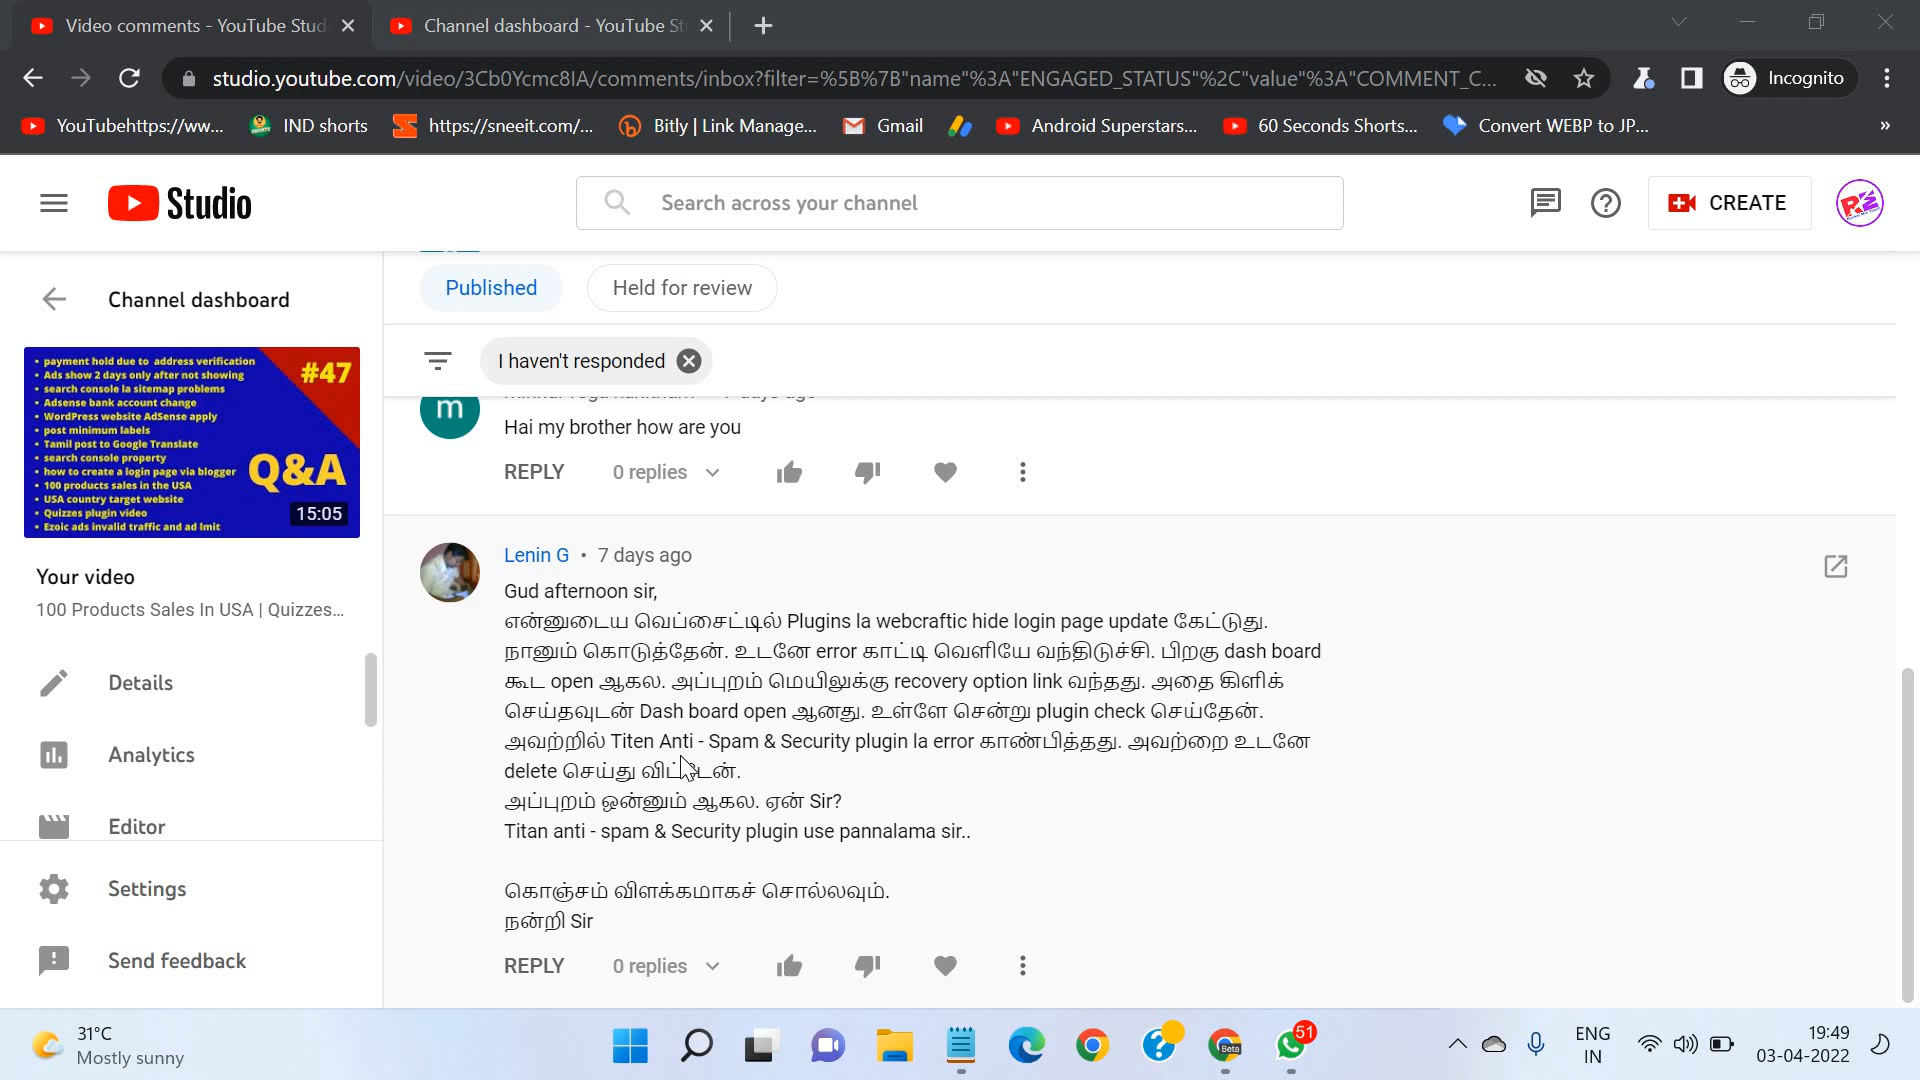 Video comments - YouTube Stud
Channel dashboard - YouTube St
studio.youtube.com/video/3Cb0Ycmc8IA/comments/inbox?filter=%5B%7B"name"%3A"ENGAGED_STATUS"%2C"value"%3A"COMMENT_C...
Incognito
YouTubehttps://ww...
IND shorts
https://sneeit.com/...
Bitly | Link Manage...
Gmail
Android Superstars...
60 Seconds Shorts...
Convert WEBP to JP...
»
Studio
Search across your channel
CREATE
Channel dashboard
Published
Held for review
I haven't responded
• payment hold due to address verification
• Ads show 2 days only after not showing
• search console la sitemap problems
• Adsense bank account change
• WordPress website AdSense apply
• post minimum labels
• Tamil post to Google Translate
• search console property
• how to create a login page via blogger
• 100 products sales in the USA
• USA country target website
• Quizzes plugin video
• Ezoic ads invalid traffic and ad lmit
#47
Q&A
15:05
Your video
100 Products Sales In USA | Quizzes...
Details
Analytics
Editor
Settings
Send feedback
m
Hai my brother how are you
REPLY 0 replies
Lenin G • 7 days ago
Gud afternoon sir,
என்னுடைய வெப்சைட்டில் Plugins la webcraftic hide login page update கேட்டுது.
நானும் கொடுத்தேன். உடனே error காட்டி வெளியே வந்திடுச்சி. பிறகு dash board
கூட open ஆகல. அப்புறம் மெயிலுக்கு recovery option link வந்தது. அதை கிளிக்
செய்தவுடன் Dash board open ஆனது. உள்ளே சென்று plugin check செய்தேன்.
அவற்றில் Titen Anti - Spam & Security plugin la error காண்பித்தது. அவற்றை உடனே
delete செய்து விட்டேன்.
அப்புறம் ஒன்னும் ஆகல. ஏன் Sir?
Titan anti - spam & Security plugin use pannalama sir..
கொஞ்சம் விளக்கமாகச் சொல்லவும்.
நன்றி Sir
REPLY 0 replies
31°C
Mostly sunny
Beta
51
ENG
IN
19:49
03-04-2022